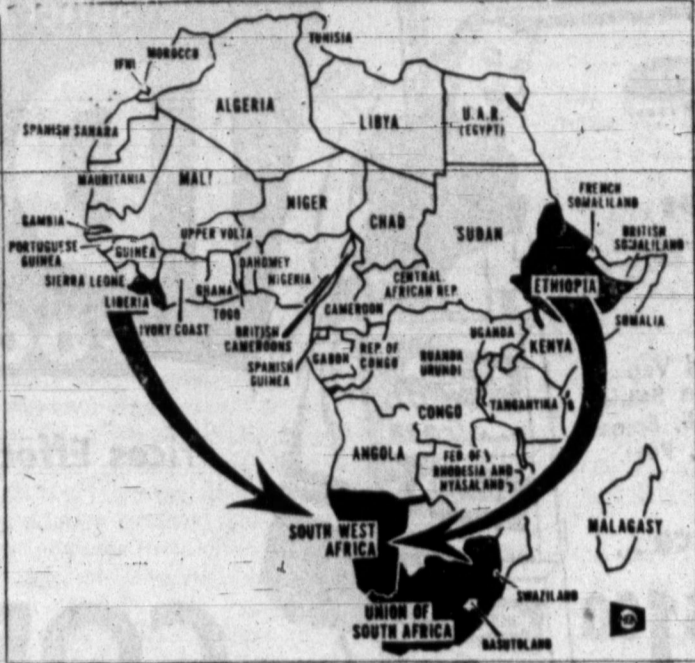 TUNISIA
MOROCCO
IFNI
ALGERIA
LIBYA
U.A.R.
(EGYPT)
SPANISH SAHARA
MAURITANIA
MALI
NIGER
CHAD
SUDAN
FRENCH
SOMALILAND
BRITISH
SOMALILAND
GAMBIA
PORTUGUESE
GUINEA
GUINEA
UPPER VOLTA
DAHOMEY
NIGERIA
SIERRA LEONE
LIBERIA
GHANA
TOGO
IVORY COAST
CENTRAL
AFRICAN REP.
ETHIOPIA
SOMALIA
CAMEROON
BRITISH
CAMEROONS
SPANISH
GUINEA
GABON
REP. OF
CONGO
UGANDA
KENYA
RUANDA
URUNDI
TANGANYIKA
CONGO
ANGOLA
FED. OF
RHODESIA AND
NYASALAND
SOUTH WEST
AFRICA
MALAGASY
SWAZILAND
UNION OF
SOUTH AFRICA
BASUTOLAND